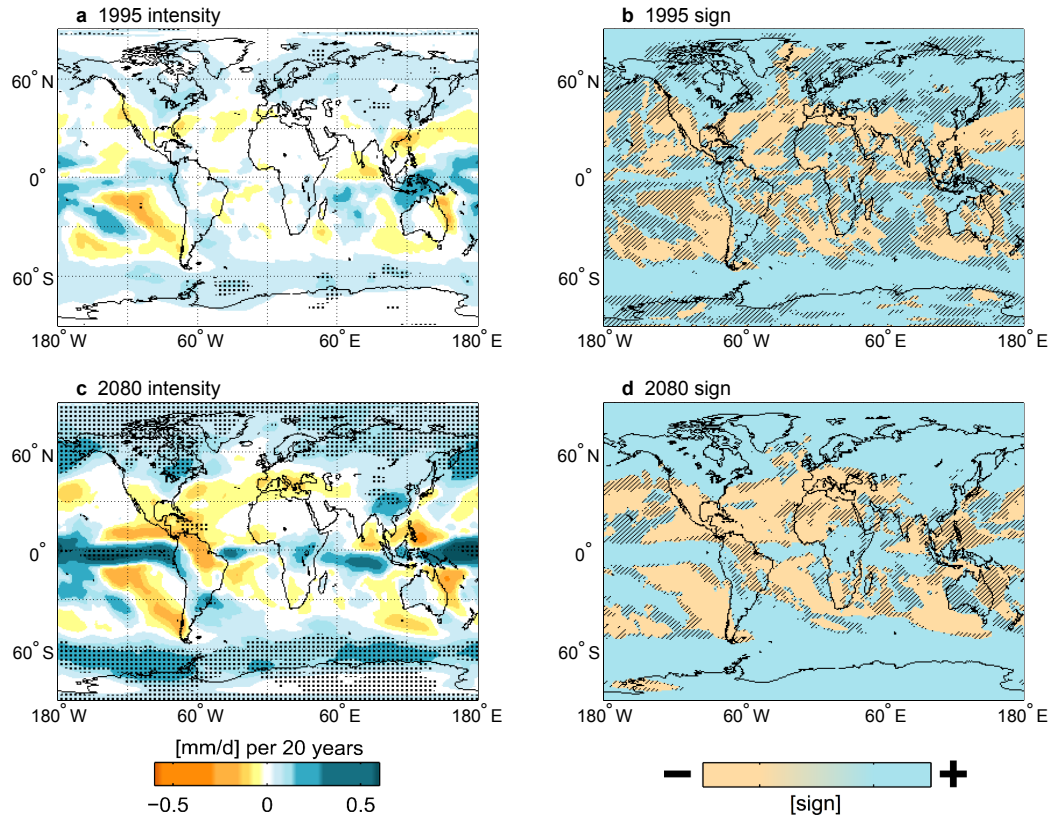 a 1995 intensity
b 1995 sign
60° N
0°
60° S
180° W
60° W
60° E
180° E
60° N
0°
60° S
180° W
60° W
60° E
180° E
c 2080 intensity
d 2080 sign
60° N
0°
60° S
180° W
60° W
60° E
180° E
60° N
0°
60° S
180° W
60° W
60° E
180° E
[mm/d] per 20 years
−0.5
0
0.5
− +
[sign]